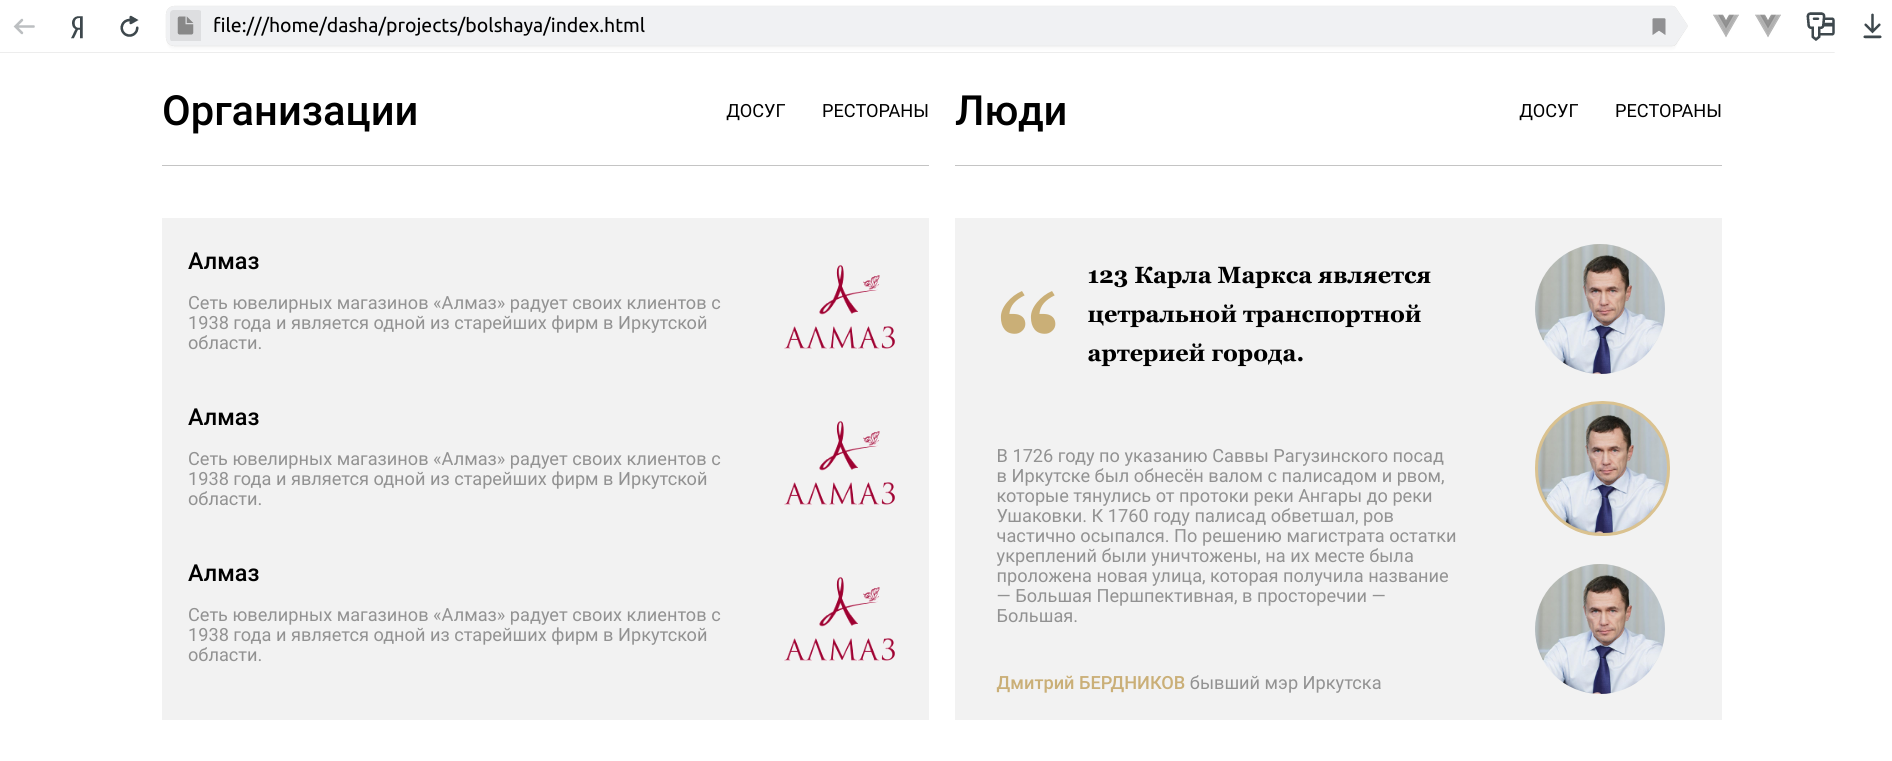 Я
file:///home/dasha/projects/bolshaya/index.html
Организации
ДОСУГ РЕСТОРАНЫ
Алмаз
Сеть ювелирных магазинов «Алмаз» радует своих клиентов с
1938 года и является одной из старейших фирм в Иркутской
области.
АЛМАЗ
Алмаз
Сеть ювелирных магазинов «Алмаз» радует своих клиентов с
1938 года и является одной из старейших фирм в Иркутской
области.
АЛМАЗ
Алмаз
Сеть ювелирных магазинов «Алмаз» радует своих клиентов с
1938 года и является одной из старейших фирм в Иркутской
области.
АЛМАЗ
Люди
ДОСУГ РЕСТОРАНЫ
“
123 Карла Маркса является
цетральной транспортной
артерией города.
В 1726 году по указанию Саввы Рагузинского посад
в Иркутске был обнесён валом с палисадом и рвом,
которые тянулись от протоки реки Ангары до реки
Ушаковки. К 1760 году палисад обветшал, ров
частично осыпался. По решению магистрата остатки
укреплений были уничтожены, на их месте была
проложена новая улица, которая получила название
— Большая Першпективная, в просторечии —
Большая.
Дмитрий БЕРДНИКОВ бывший мэр Иркутска